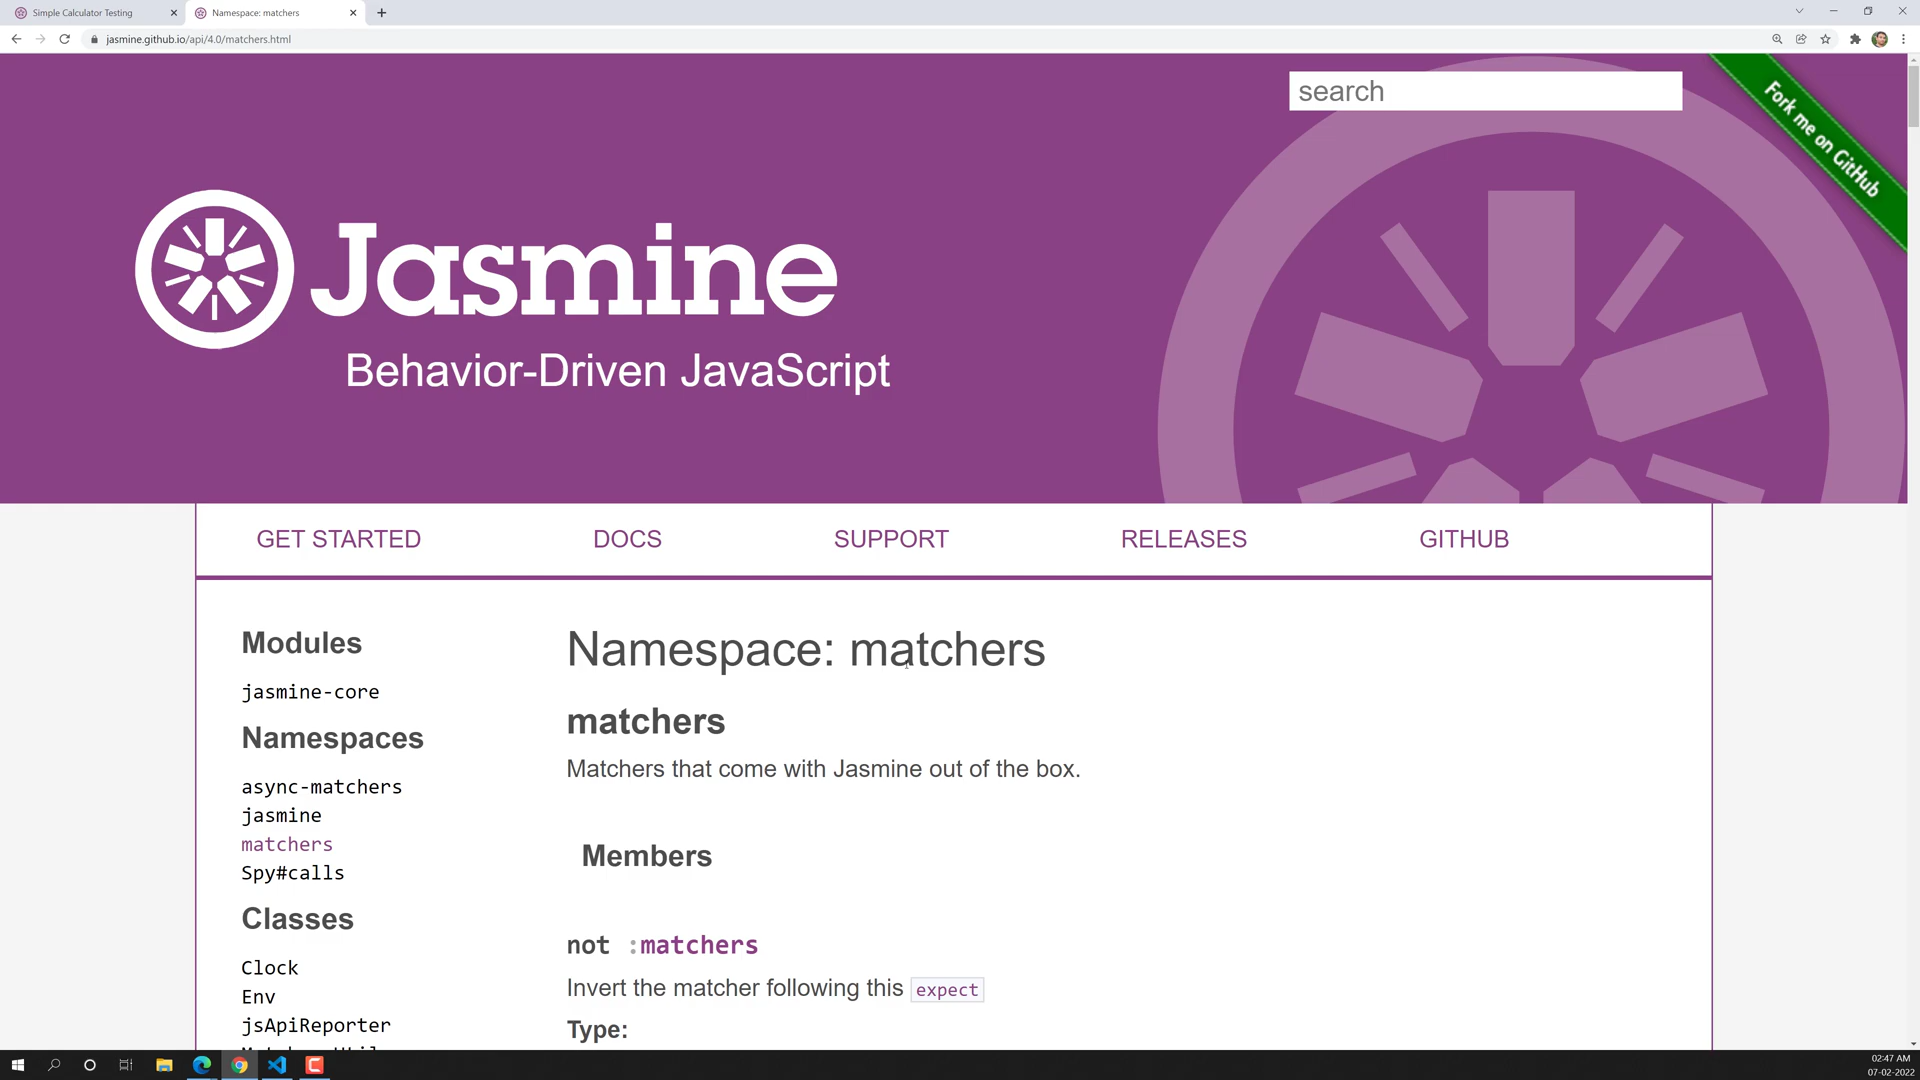 Simple Calculator Testing
Namespace: matchers
jasmine.github.io/api/4.0/matchers.html
search
Fork me on GitHub
Jasmine
Behavior-Driven JavaScript
GET STARTED DOCS SUPPORT RELEASES GITHUB
Modules
jasmine-core
Namespaces
async-matchers
jasmine
matchers
Spy#calls
Classes
Clock
Env
jsApiReporter
Namespace: matchers
matchers
Matchers that come with Jasmine out of the box.
Members
not :matchers
Invert the matcher following this expect
Type:
02:47 AM
07-02-2022